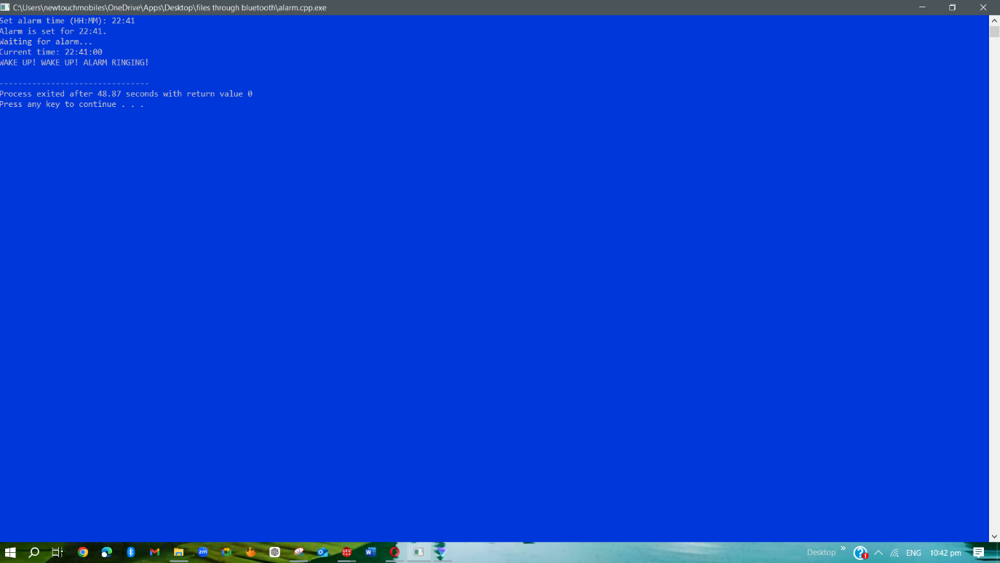 C:\Users\newtouchmobiles\OneDrive\Apps\Desktop\files through bluetooth\alarm.cpp.exe
Set alarm time (HH:MM): 22:41
Alarm is set for 22:41.
Waiting for alarm...
Current time: 22:41:00
WAKE UP! WAKE UP! ALARM RINGING!
--------------------------------
Process exited after 48.87 seconds with return value 0
Press any key to continue . . .
zm
DEV C++
W
Desktop
ENG
10:42 pm